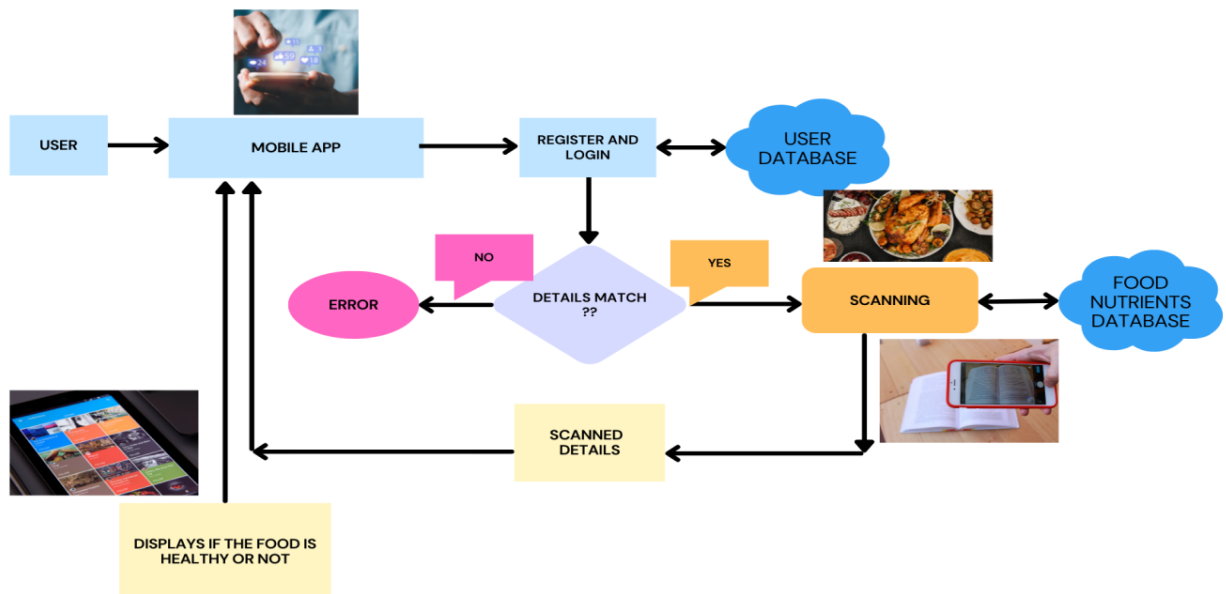 USER
MOBILE APP
REGISTER AND
LOGIN
USER
DATABASE
NO
YES
ERROR
DETAILS MATCH
??
SCANNING
FOOD
NUTRIENTS
DATABASE
SCANNED
DETAILS
DISPLAYS IF THE FOOD IS
HEALTHY OR NOT